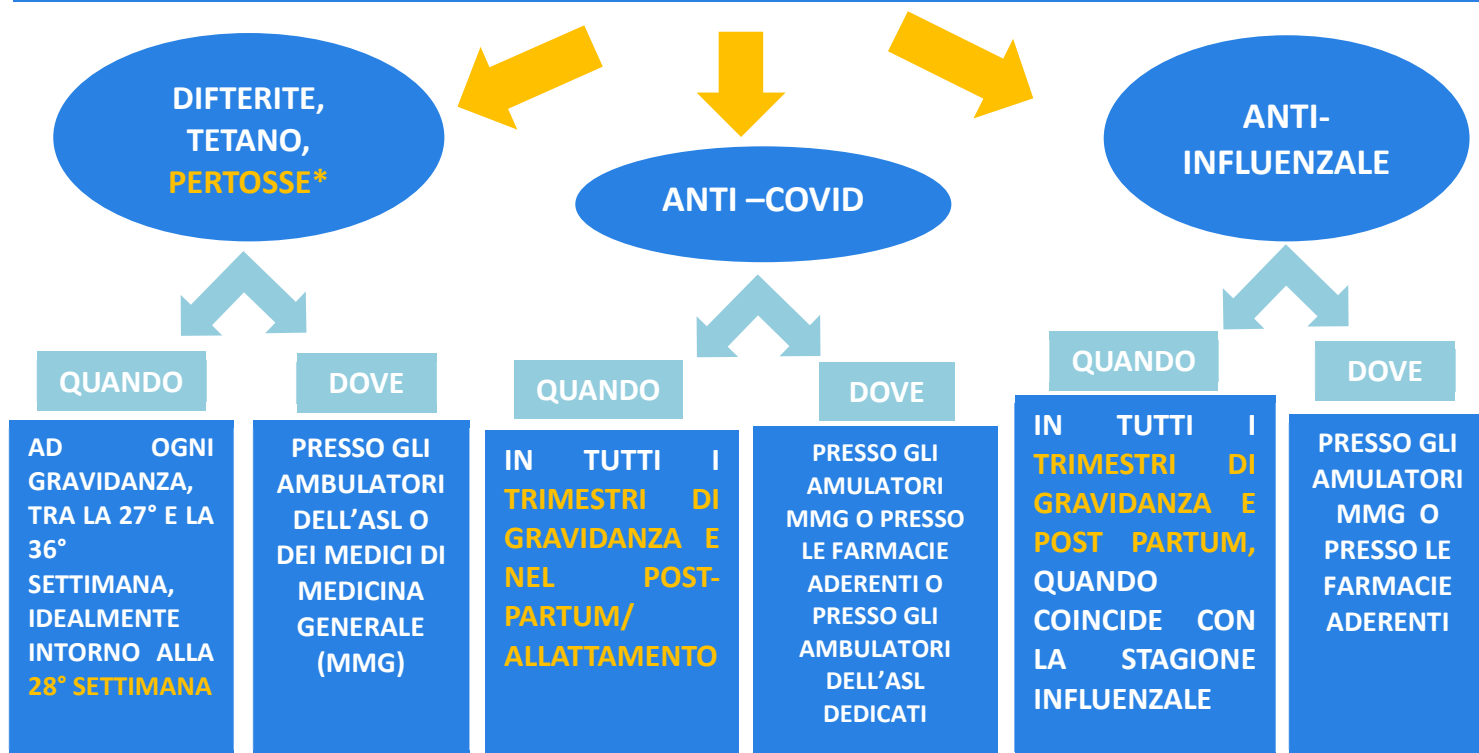 DIFTERITE,
TETANO,
PERTOSSE*
ANTI –COVID
ANTI-
INFLUENZALE
QUANDO
AD OGNI
GRAVIDANZA,
TRA LA 27° E LA
36°
SETTIMANA,
IDEALMENTE
INTORNO ALLA
28° SETTIMANA
DOVE
PRESSO GLI
AMBULATORI
DELL’ASL O
DEI MEDICI DI
MEDICINA
GENERALE
(MMG)
QUANDO
IN TUTTI I
TRIMESTRI DI
GRAVIDANZA E
NEL POST-
PARTUM/
ALLATTAMENTO
DOVE
PRESSO GLI
AMULATORI
MMG O PRESSO
LE FARMACIE
ADERENTI O
PRESSO GLI
AMBULATORI
DELL’ASL
DEDICATI
QUANDO
IN TUTTI I
TRIMESTRI DI
GRAVIDANZA E
POST PARTUM,
QUANDO
COINCIDE CON
LA STAGIONE
INFLUENZALE
DOVE
PRESSO GLI
AMULATORI
MMG O
PRESSO LE
FARMACIE
ADERENTI